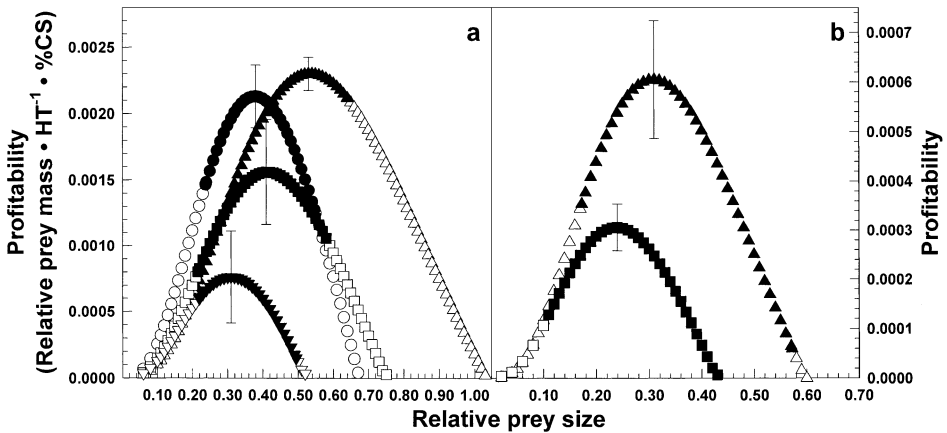 Profitability
(Relative prey mass • HT⁻¹ • %CS)
a
0.0025
0.0020
0.0015
0.0010
0.0005
0.0000
0.10 0.20 0.30 0.40 0.50 0.60 0.70 0.80 0.90 1.00
b
0.0007
0.0006
0.0005
0.0004
0.0003
0.0002
0.0001
0.0000
0.10 0.20 0.30 0.40 0.50 0.60 0.70
Profitability
Relative prey size